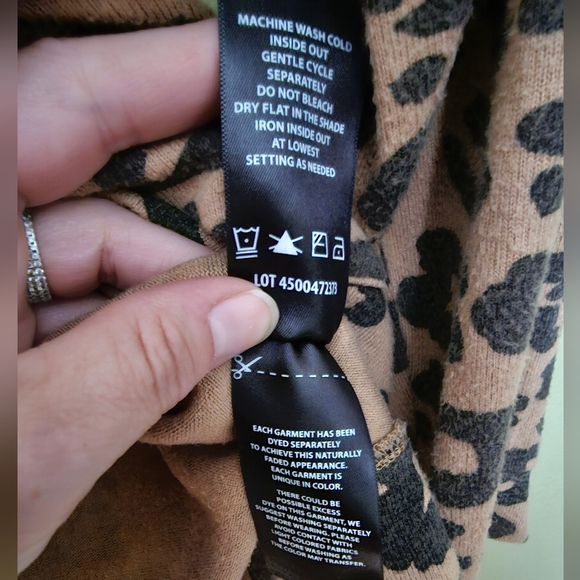 MACHINE WASH COLD
INSIDE OUT
GENTLE CYCLE
SEPARATELY
DO NOT BLEACH
DRY FLAT IN THE SHADE
IRON INSIDE OUT
AT LOWEST
SETTING AS NEEDED
LOT 4500472373
EACH GARMENT HAS BEEN
DYED SEPARATELY
TO ACHIEVE THIS NATURALLY
FADED APPEARANCE.
EACH GARMENT IS
UNIQUE IN COLOR.
THERE COULD BE
POSSIBLE EXCESS
DYE ON THIS GARMENT, WE
SUGGEST WASHING SEPARATELY
BEFORE WEARING. PLEASE
AVOID CONTACT WITH
LIGHT COLORED FABRICS
BEFORE WASHING AS
THE COLOR MAY TRANSFER.